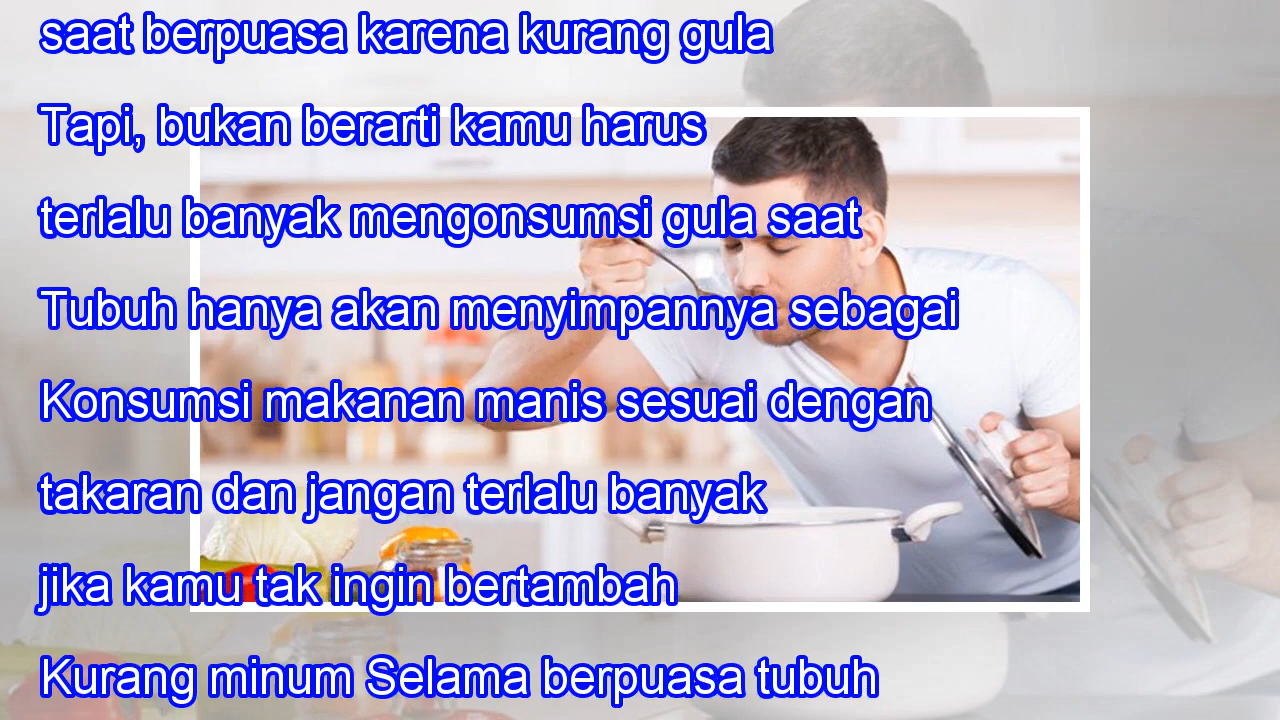 saat berpuasa karena kurang gula
Tapi, bukan berarti kamu harus
terlalu banyak mengonsumsi gula saat
Tubuh hanya akan menyimpannya sebagai
Konsumsi makanan manis sesuai dengan
takaran dan jangan terlalu banyak
jika kamu tak ingin bertambah
Kurang minum Selama berpuasa tubuh